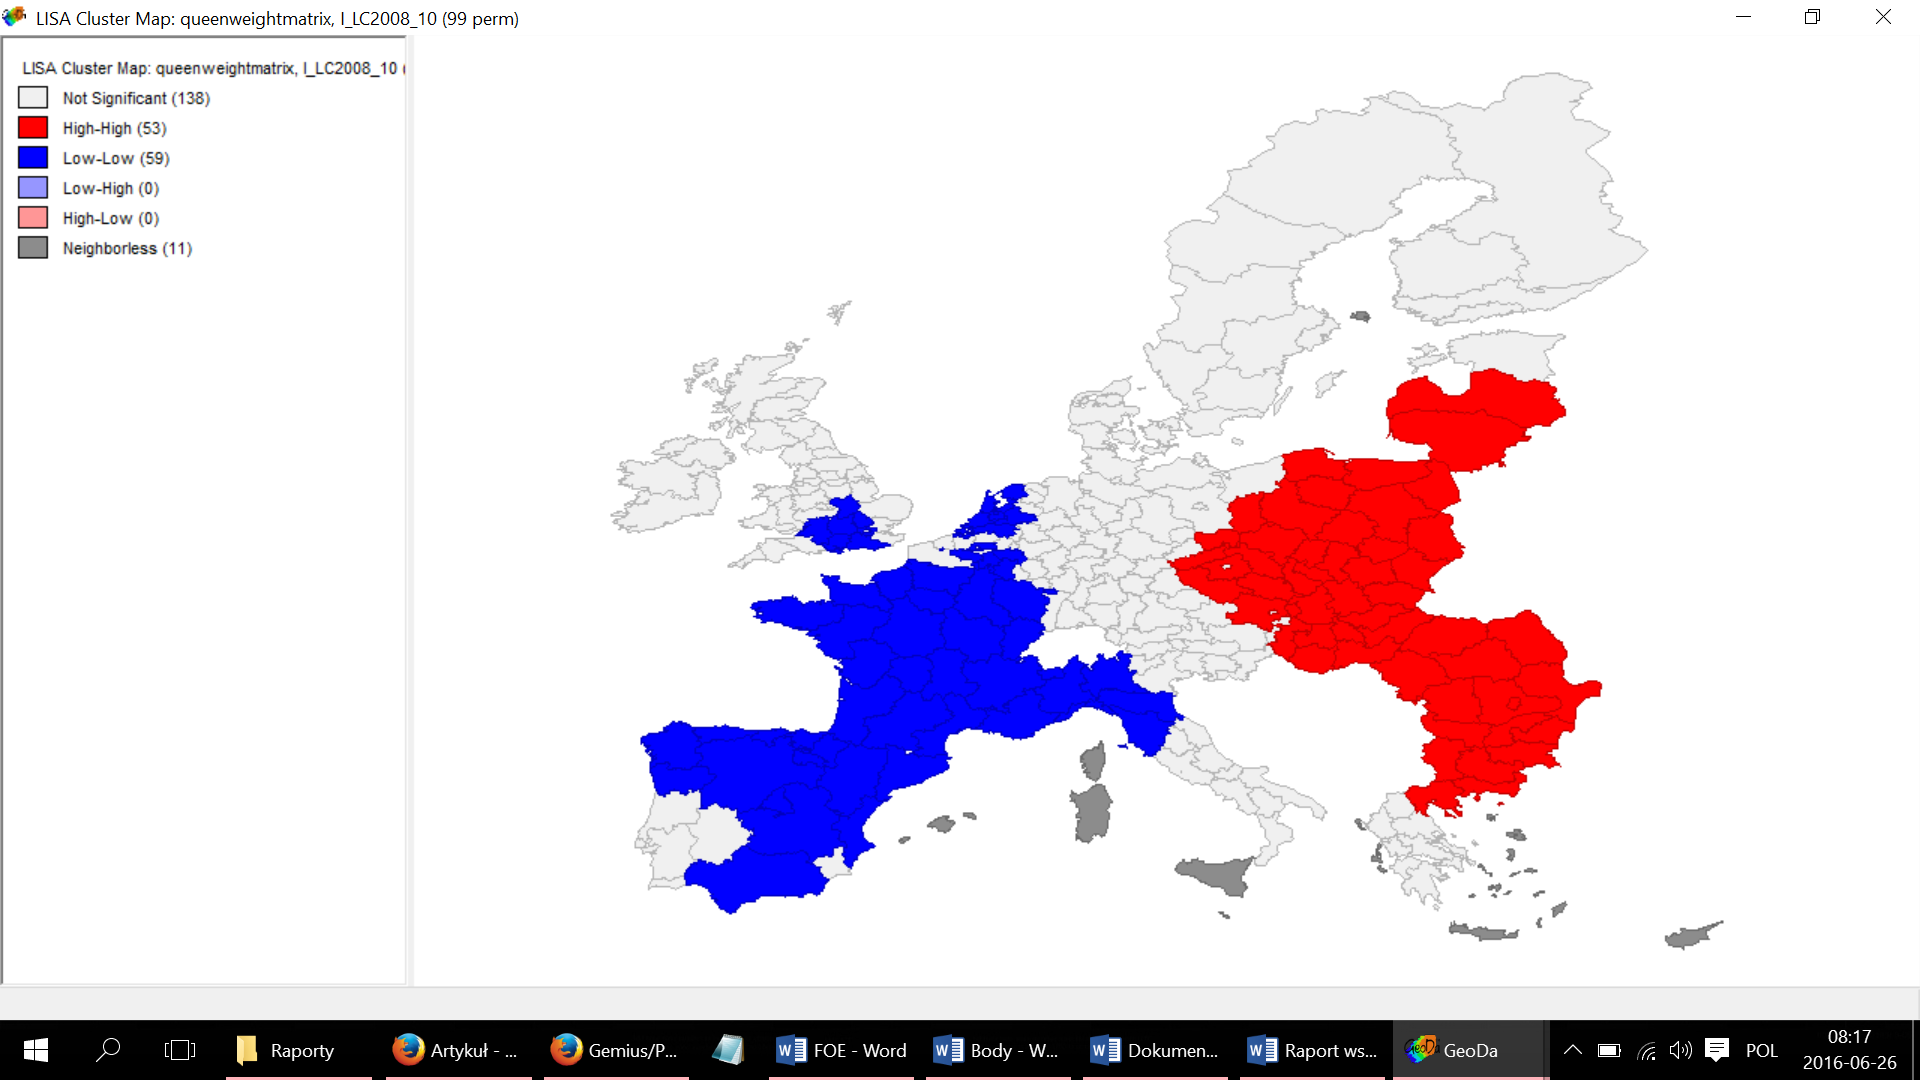 LISA Cluster Map: queenweightmatrix, I_LC2008_10 (99 perm)
LISA Cluster Map: queenweightmatrix, I_LC2008_10 (
Not Significant (138)
High-High (53)
Low-Low (59)
Low-High (0)
High-Low (0)
Neighborless (11)
Raporty
Artykuł - ...
Gemius/P...
FOE - Word
Body - W...
Dokumen...
Raport ws...
GeoDa
POL
08:17
2016-06-26